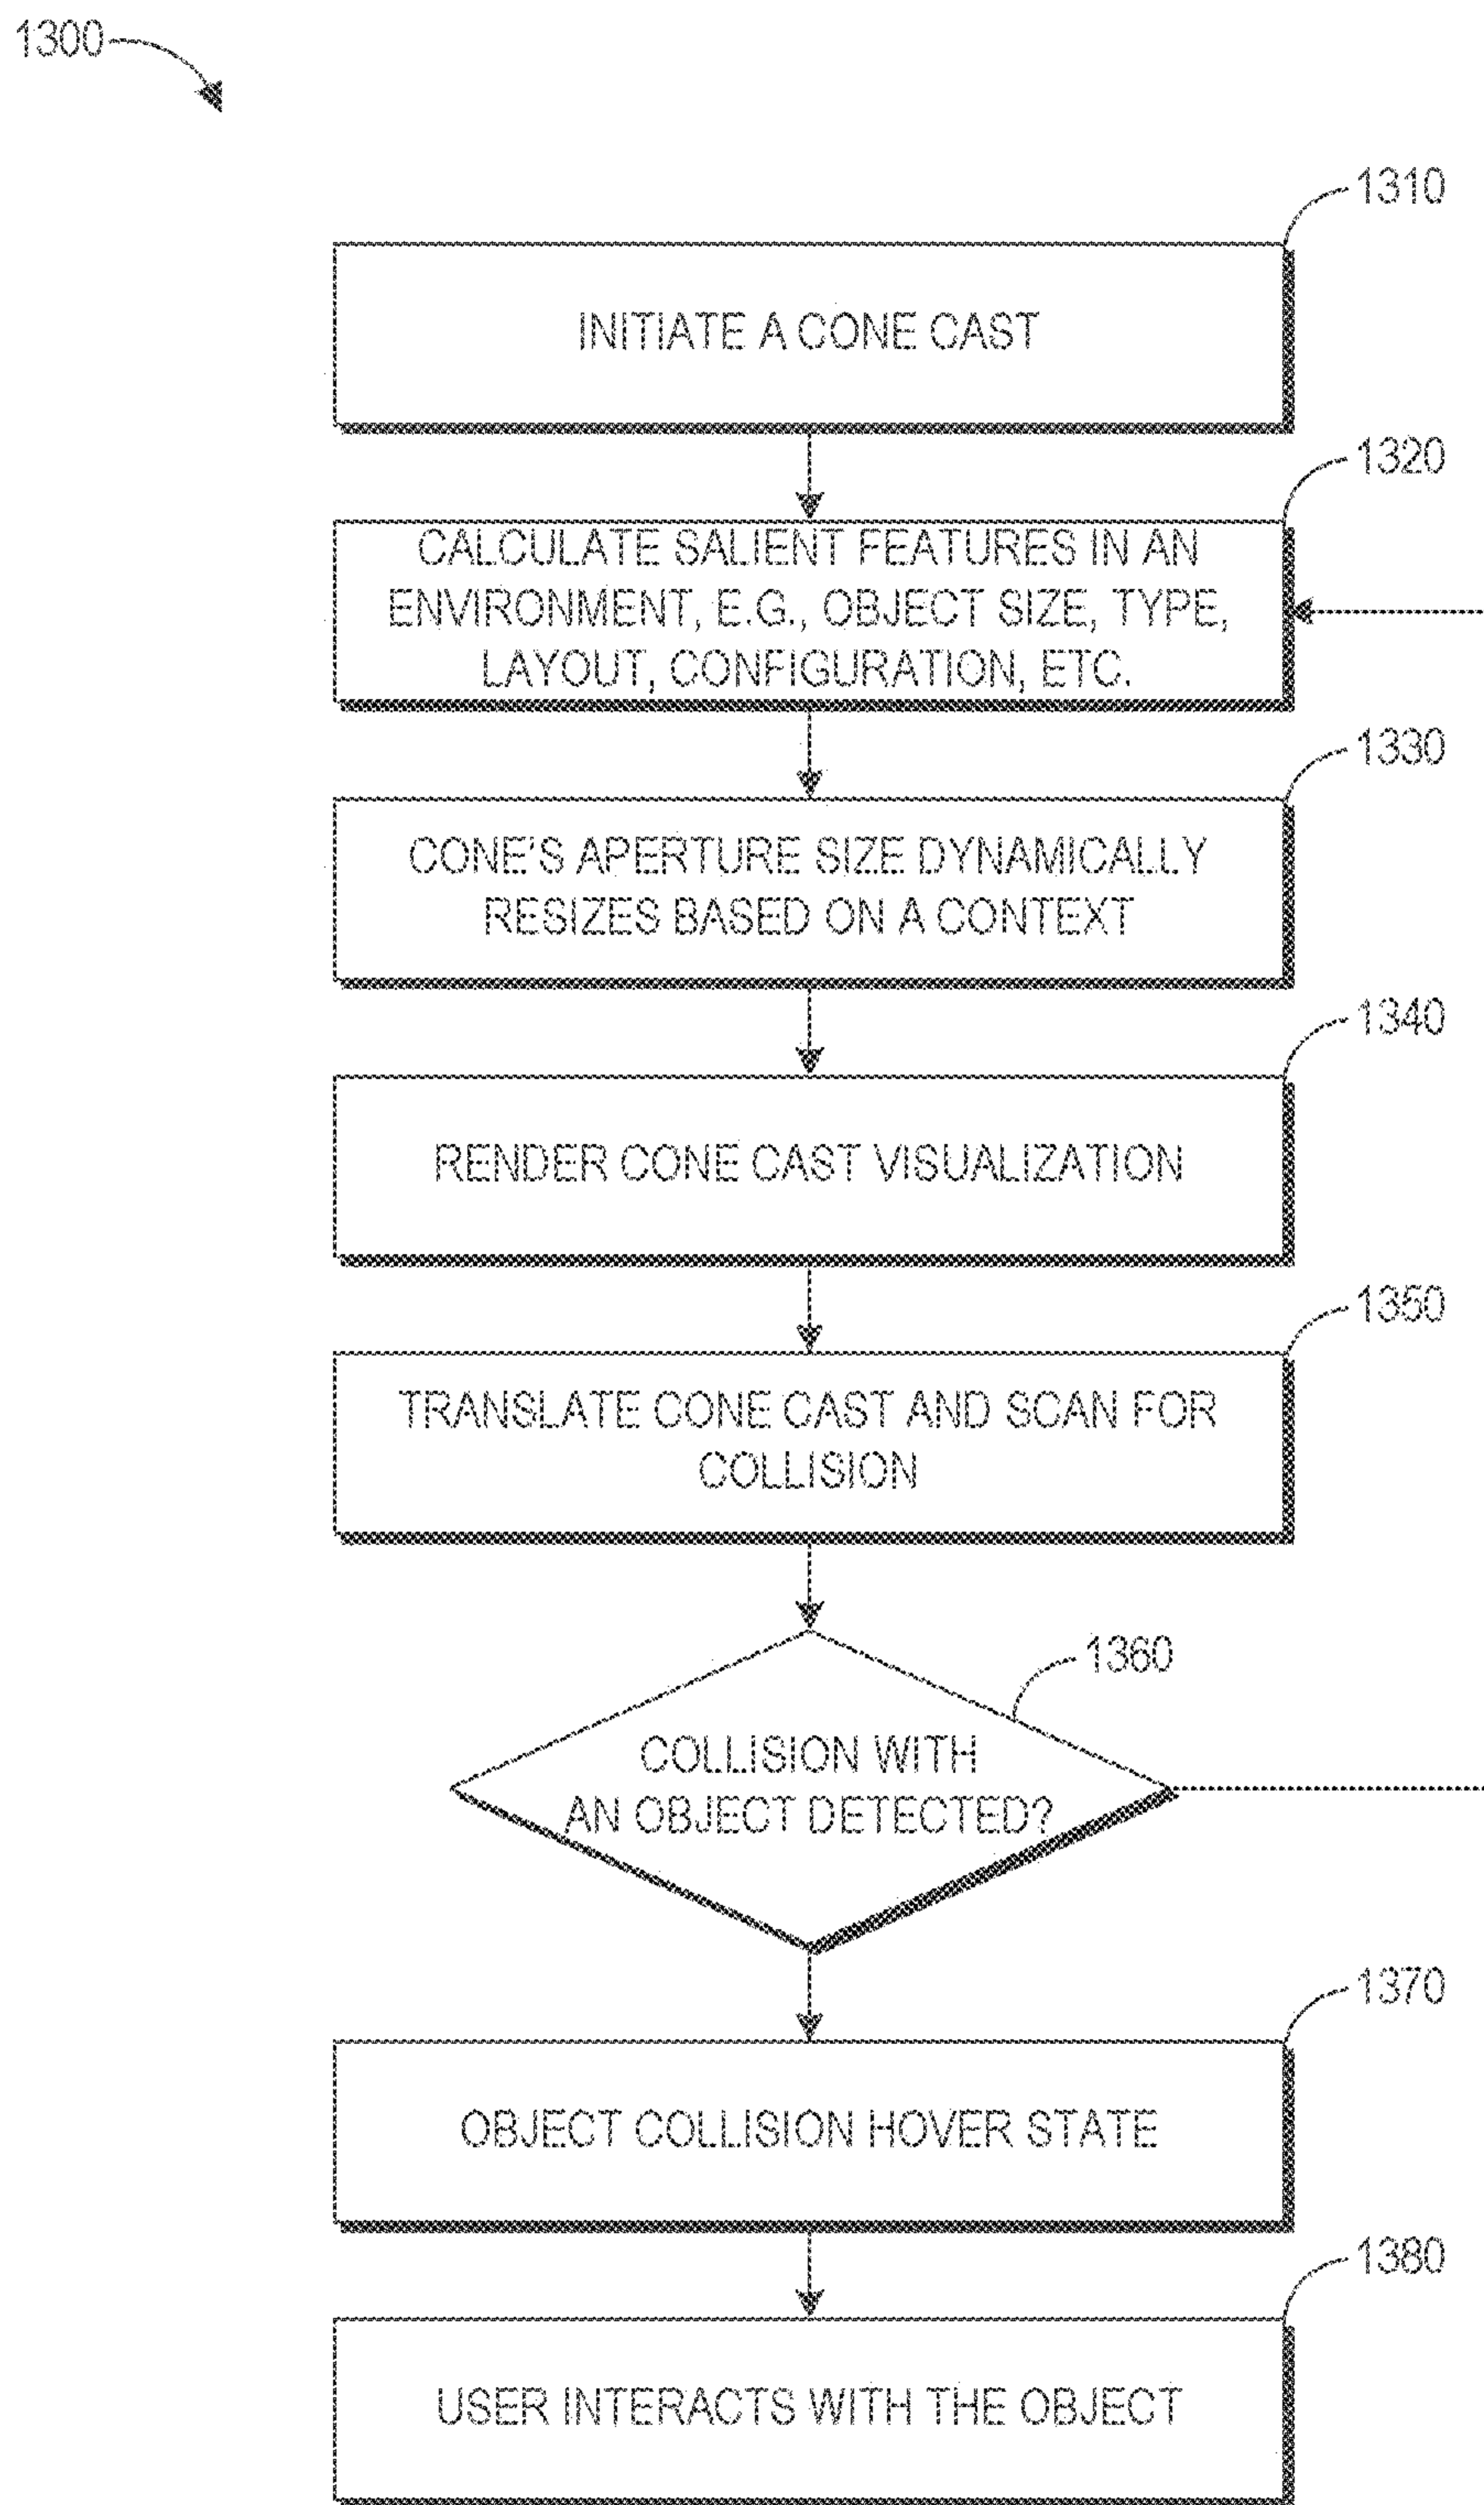 1300
1310
INITIATE A CONE CAST
1320
CALCULATE SALIENT FEATURES IN AN
ENVIRONMENT, E.G., OBJECT SIZE, TYPE,
LAYOUT, CONFIGURATION, ETC.
1330
CONE'S APERTURE SIZE DYNAMICALLY
RESIZES BASED ON A CONTEXT
1340
RENDER CONE CAST VISUALIZATION
1350
TRANSLATE CONE CAST AND SCAN FOR
COLLISION
1360
COLLISION WITH
AN OBJECT DETECTED?
1370
OBJECT COLLISION HOVER STATE
1380
USER INTERACTS WITH THE OBJECT